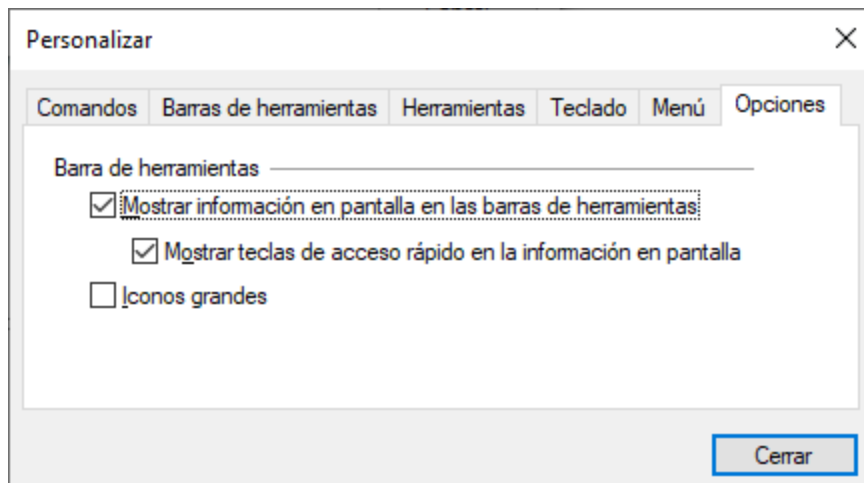 Personalizar
Comandos Barras de herramientas Herramientas Teclado Menú Opciones
Barra de herramientas
Mostrar información en pantalla en las barras de herramientas
Mostrar teclas de acceso rápido en la información en pantalla
Iconos grandes
Cerrar